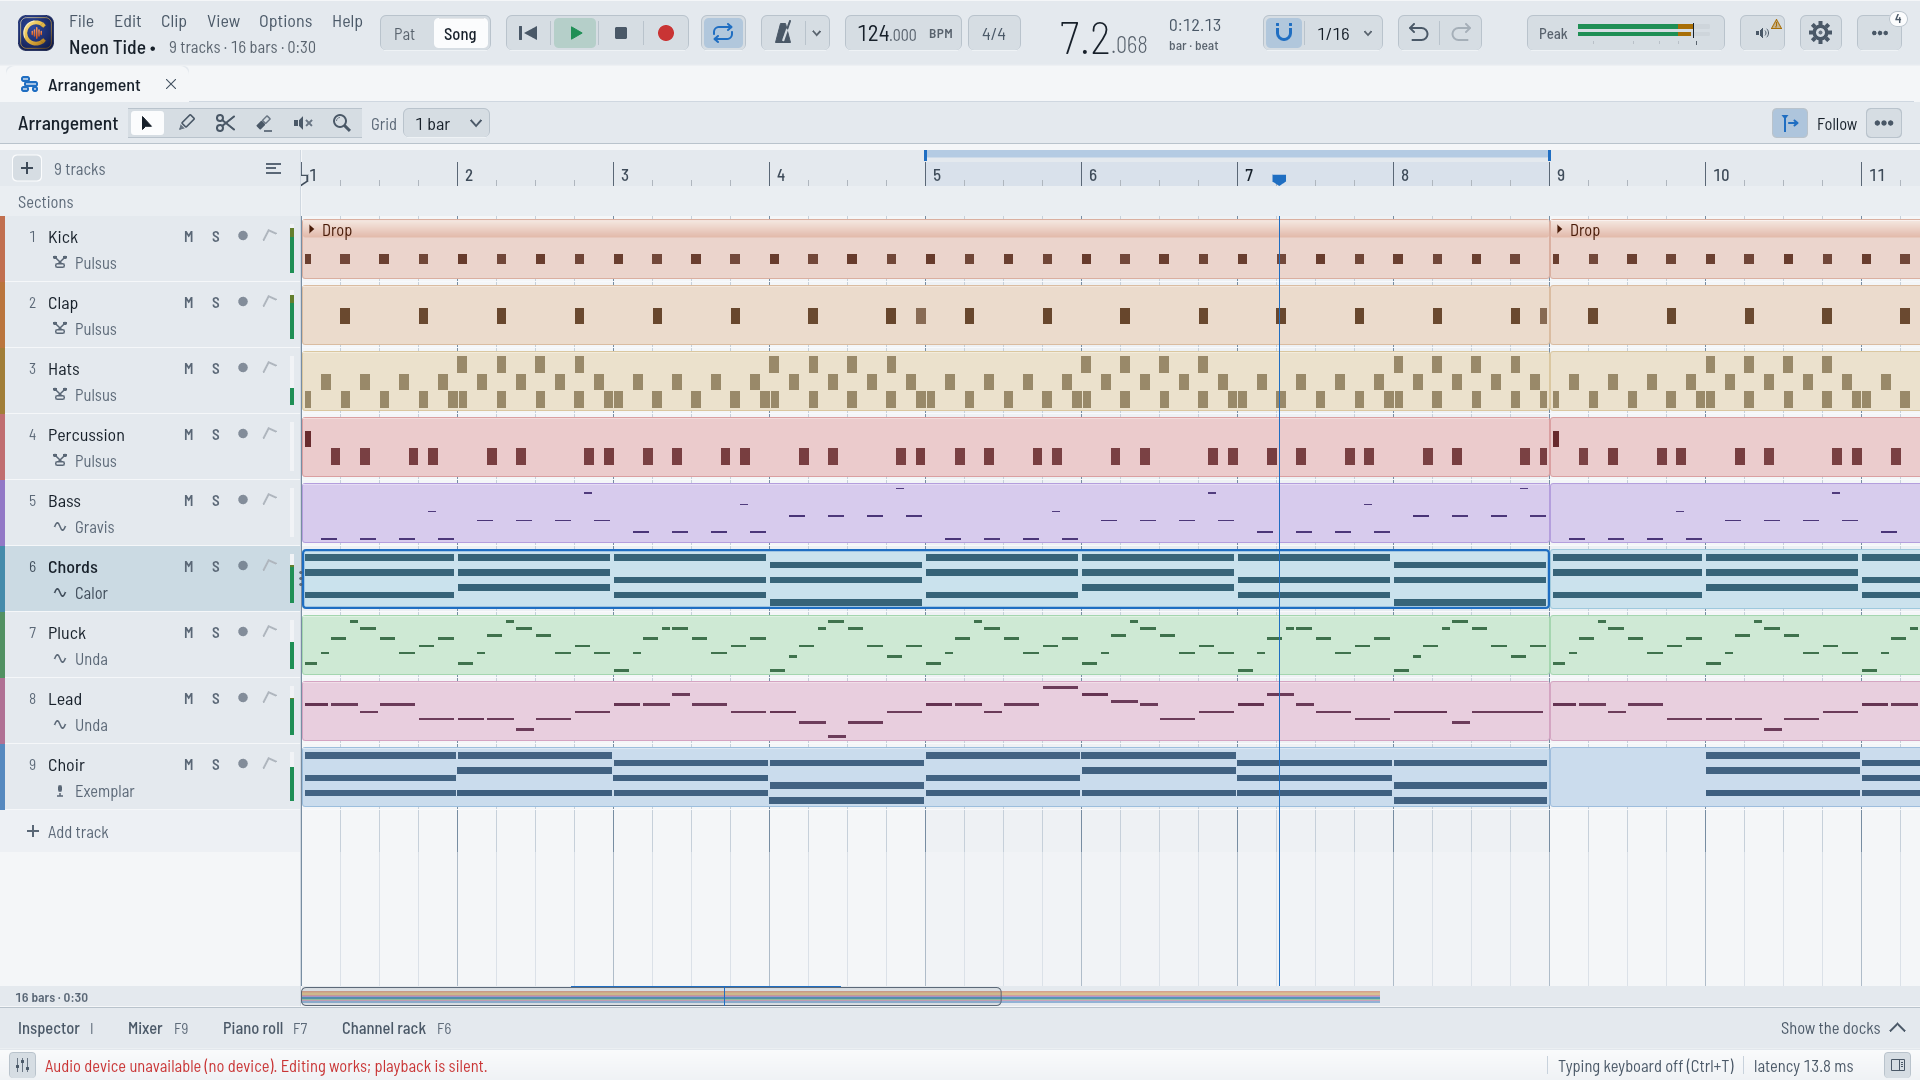 File Edit Clip View Options Help
Neon Tide • 9 tracks · 16 bars · 0:30
Pat Song
124.000 BPM 4/4
7.2.068
0:12.13
bar · beat
1/16
Peak
4
Arrangement
Arrangement Grid 1 bar Follow
9 tracks
1 2 3 4 5 6 7 8 9 10 11
Sections
1 Kick M S
Pulsus
Drop Drop
2 Clap M S
Pulsus
3 Hats M S
Pulsus
4 Percussion M S
Pulsus
5 Bass M S
Gravis
6 Chords M S
Calor
7 Pluck M S
Unda
8 Lead M S
Unda
9 Choir M S
Exemplar
Add track
16 bars · 0:30
Inspector I Mixer F9 Piano roll F7 Channel rack F6 Show the docks
Audio device unavailable (no device). Editing works; playback is silent. Typing keyboard off (Ctrl+T) latency 13.8 ms